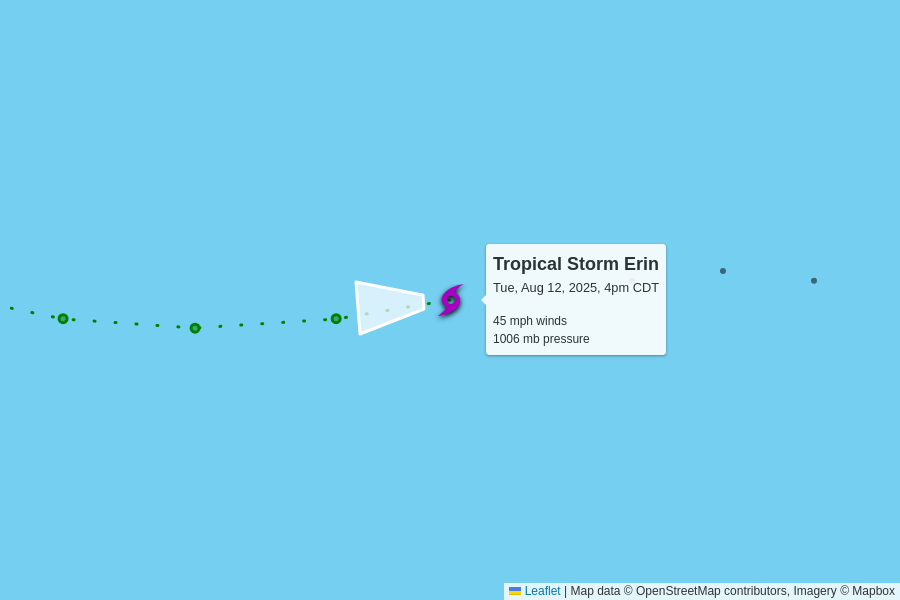 Tropical Storm Erin
Tue, Aug 12, 2025, 4pm CDT
45 mph winds
1006 mb pressure
Leaflet | Map data © OpenStreetMap contributors, Imagery © Mapbox